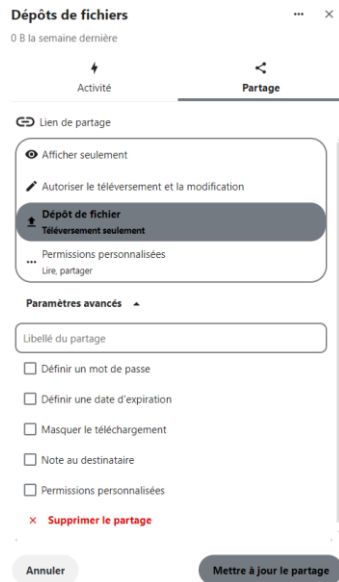 Dépôts de fichiers
0 B la semaine dernière
Activité
Partage
Lien de partage
Afficher seulement
Autoriser le téléversement et la modification
Dépôt de fichier
Téléversement seulement
Permissions personnalisées
Lire, partager
Paramètres avancés
Libellé du partage
Définir un mot de passe
Définir une date d'expiration
Masquer le téléchargement
Note au destinataire
Permissions personnalisées
Supprimer le partage
Annuler
Mettre à jour le partage